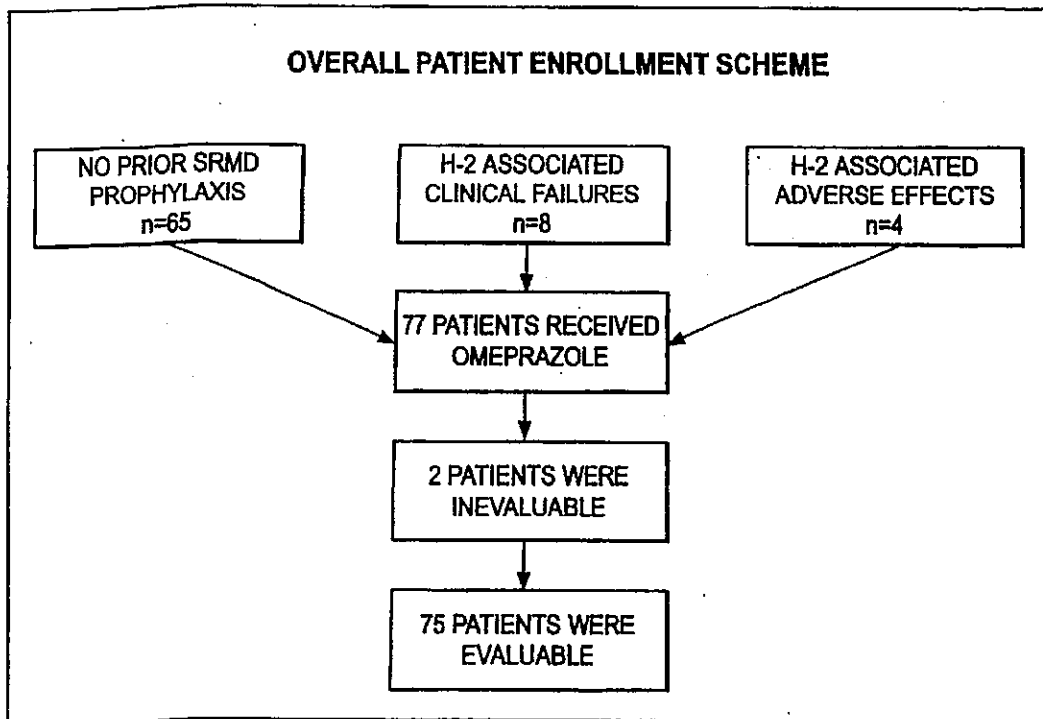 OVERALL PATIENT ENROLLMENT SCHEME
NO PRIOR SRMD
PROPHYLAXIS
n=65
H-2 ASSOCIATED
CLINICAL FAILURES
n=8
H-2 ASSOCIATED
ADVERSE EFFECTS
n=4
77 PATIENTS RECEIVED
OMEPRAZOLE
2 PATIENTS WERE
INEVALUABLE
75 PATIENTS WERE
EVALUABLE